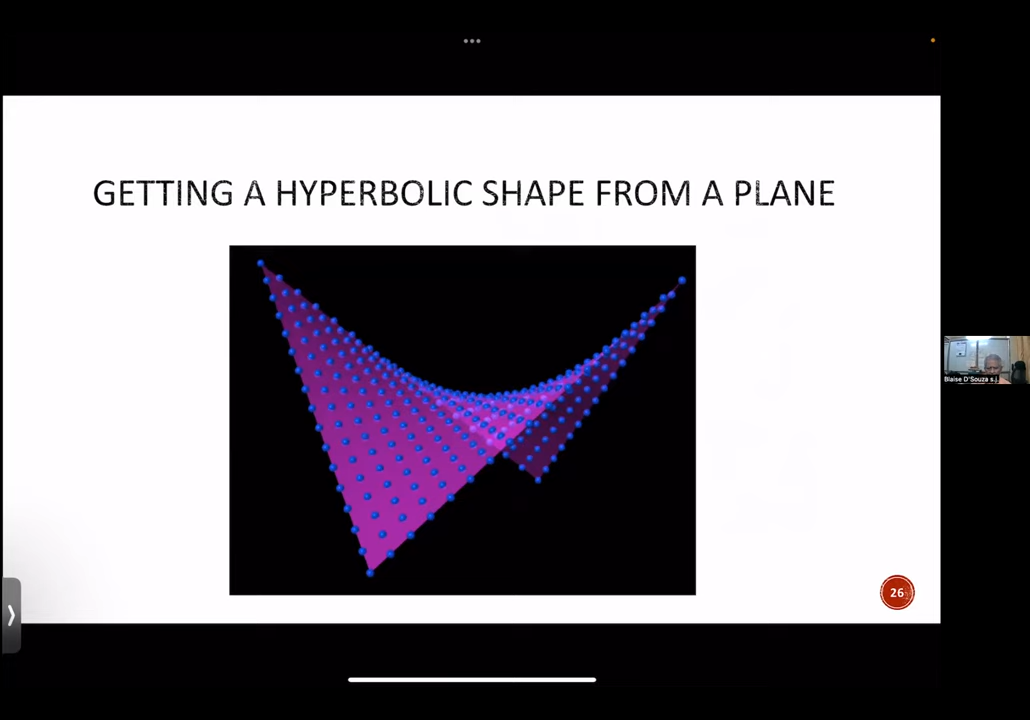 GETTING A HYPERBOLIC SHAPE FROM A PLANE
Blaise D'Souza s.j.
26